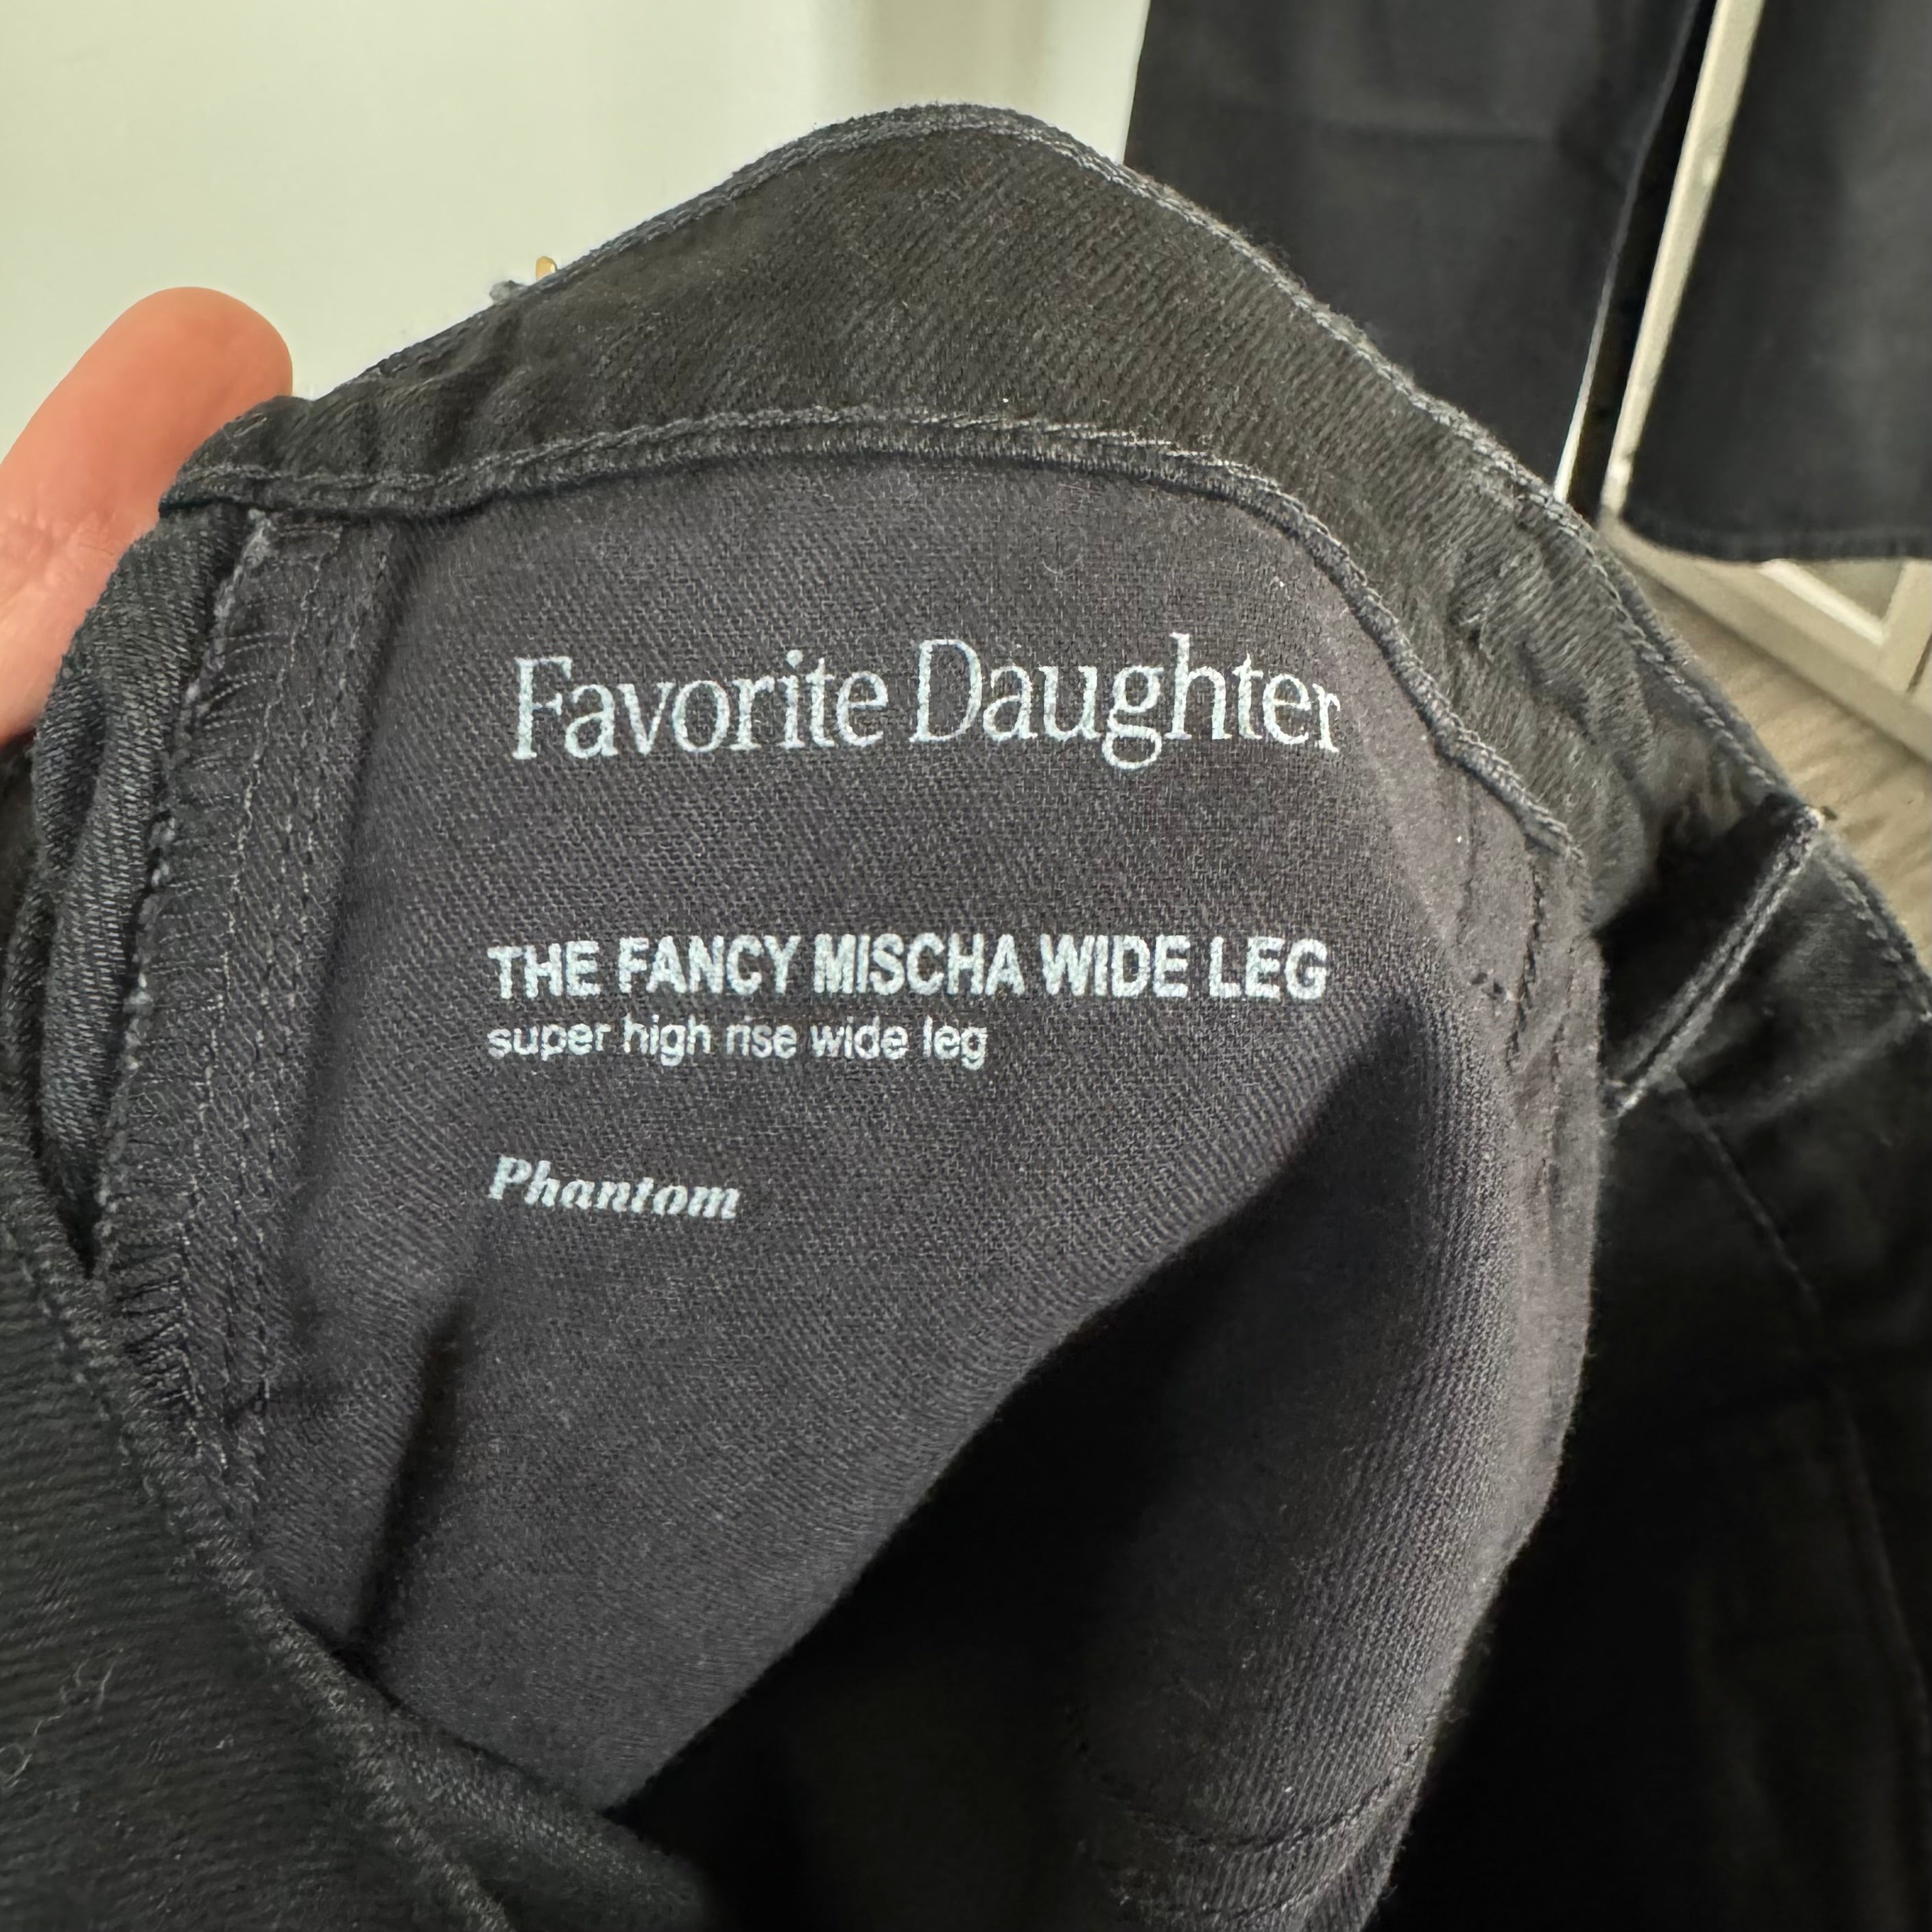 Favorite Daughter
THE FANCY MISCHA WIDE LEG
super high rise wide leg
Phantom